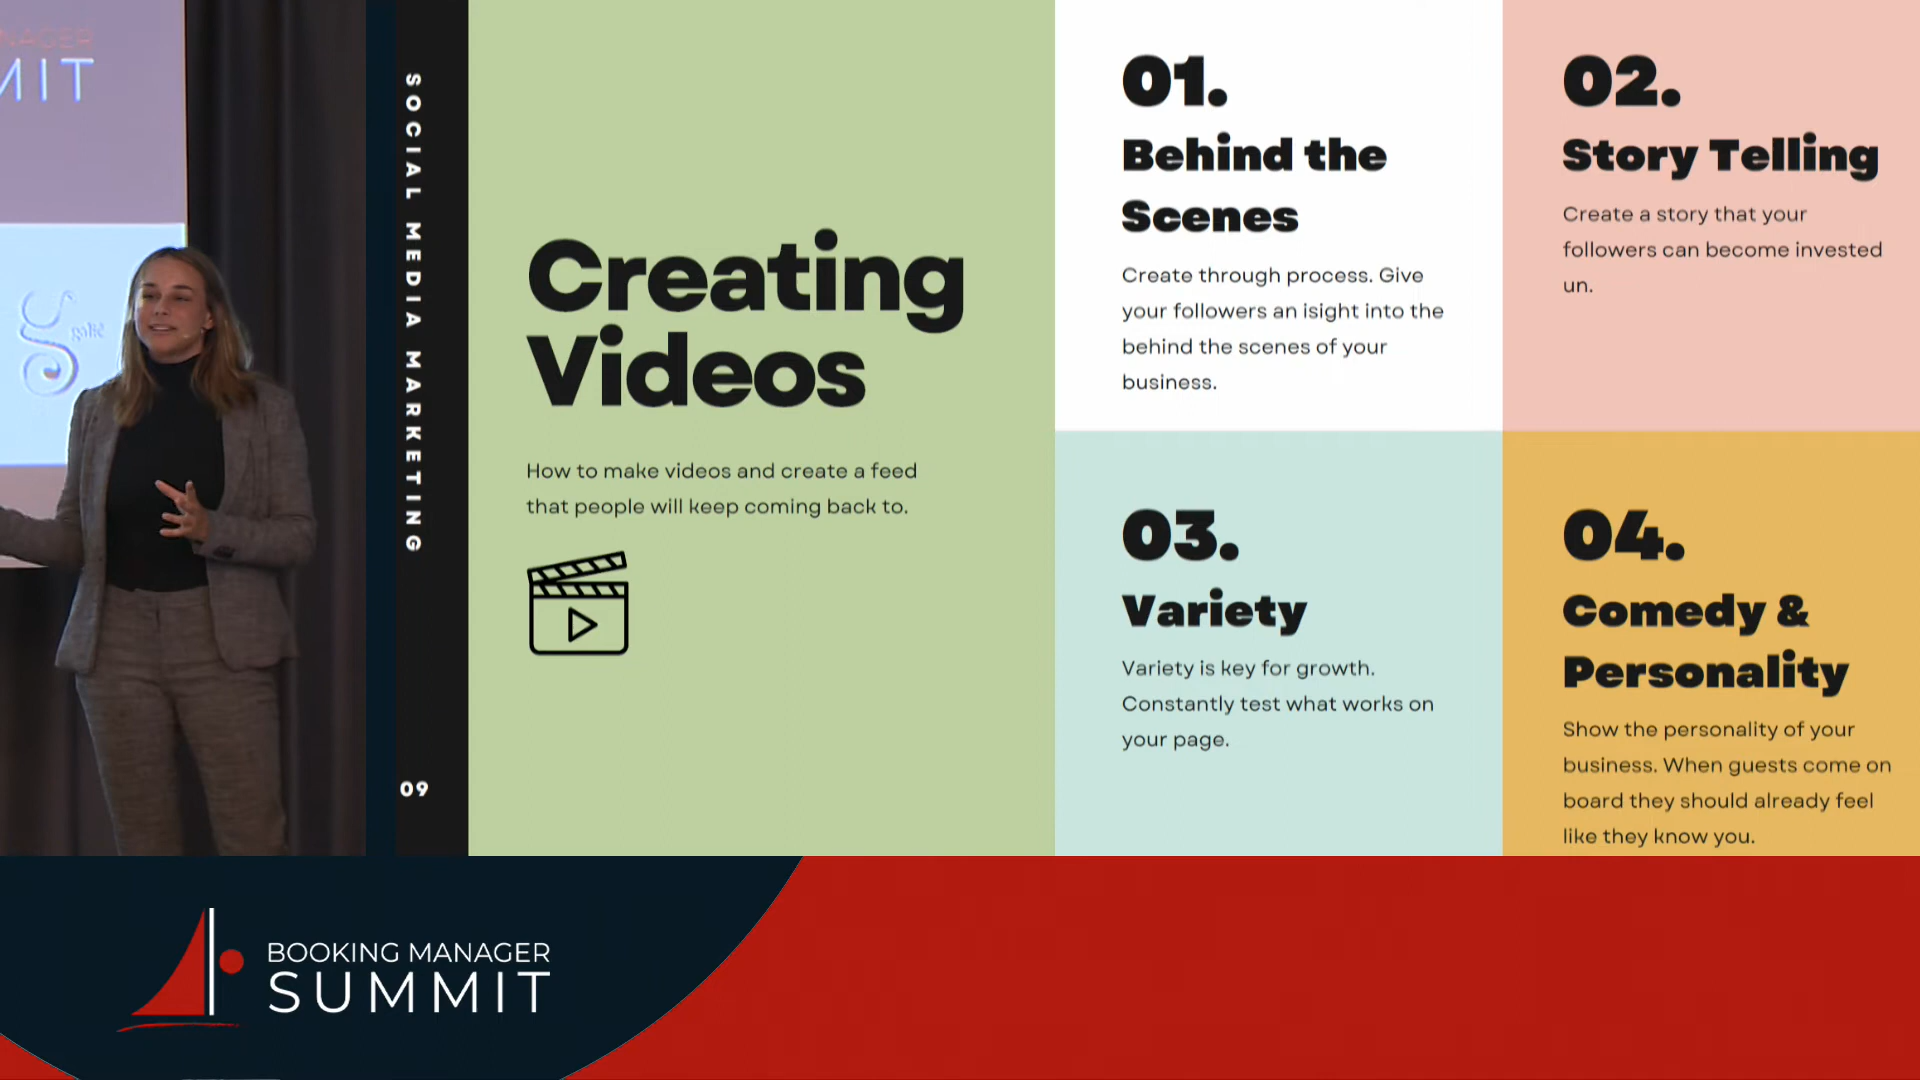 NAGER
MIT
galić
SOCIAL MEDIA MARKETING
09
Creating
Videos
How to make videos and create a feed
that people will keep coming back to.
01.
Behind the
Scenes
Create through process. Give
your followers an isight into the
behind the scenes of your
business.
02.
Story Telling
Create a story that your
followers can become invested
un.
03.
Variety
Variety is key for growth.
Constantly test what works on
your page.
04.
Comedy &
Personality
Show the personality of your
business. When guests come on
board they should already feel
like they know you.
BOOKING MANAGER
SUMMIT